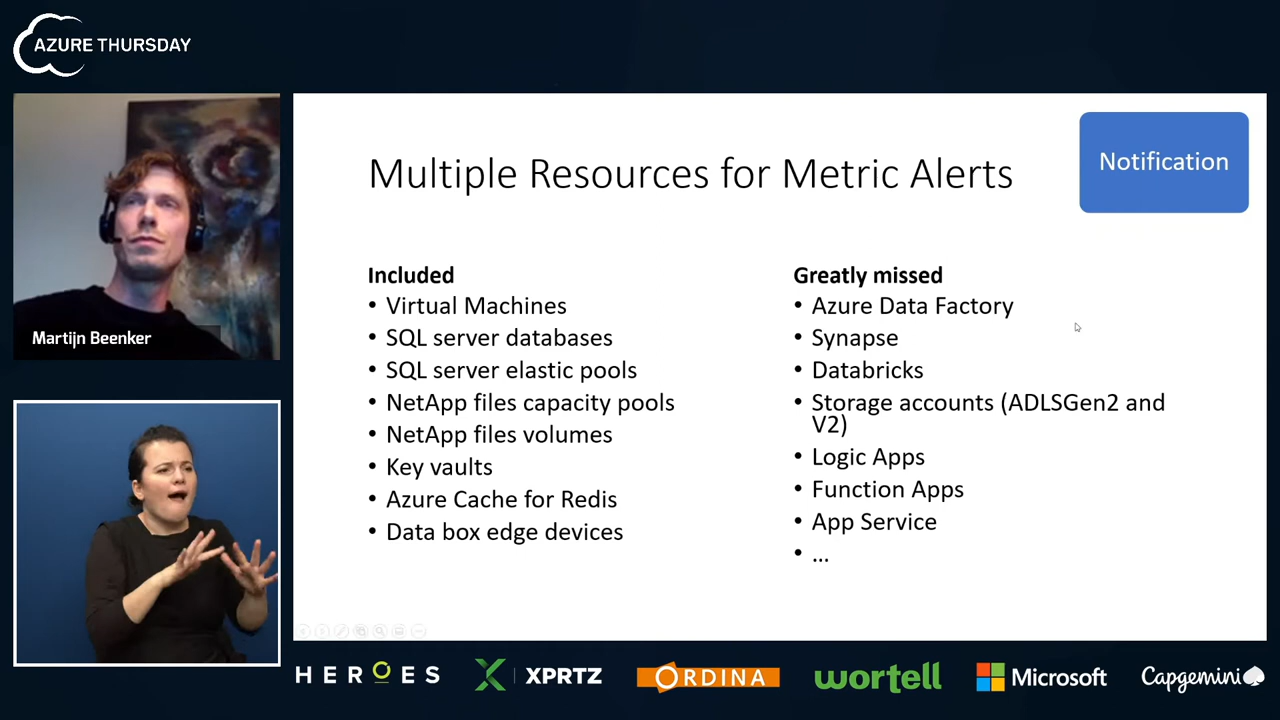 AZURE THURSDAY
Martijn Beenker
Multiple Resources for Metric Alerts
Notification
Included
• Virtual Machines
• SQL server databases
• SQL server elastic pools
• NetApp files capacity pools
• NetApp files volumes
• Key vaults
• Azure Cache for Redis
• Data box edge devices
Greatly missed
• Azure Data Factory
• Synapse
• Databricks
• Storage accounts (ADLSGen2 and
V2)
• Logic Apps
• Function Apps
• App Service
• ...
HEROES
XPRTZ
ORDINA
wortell
Microsoft
Capgemini